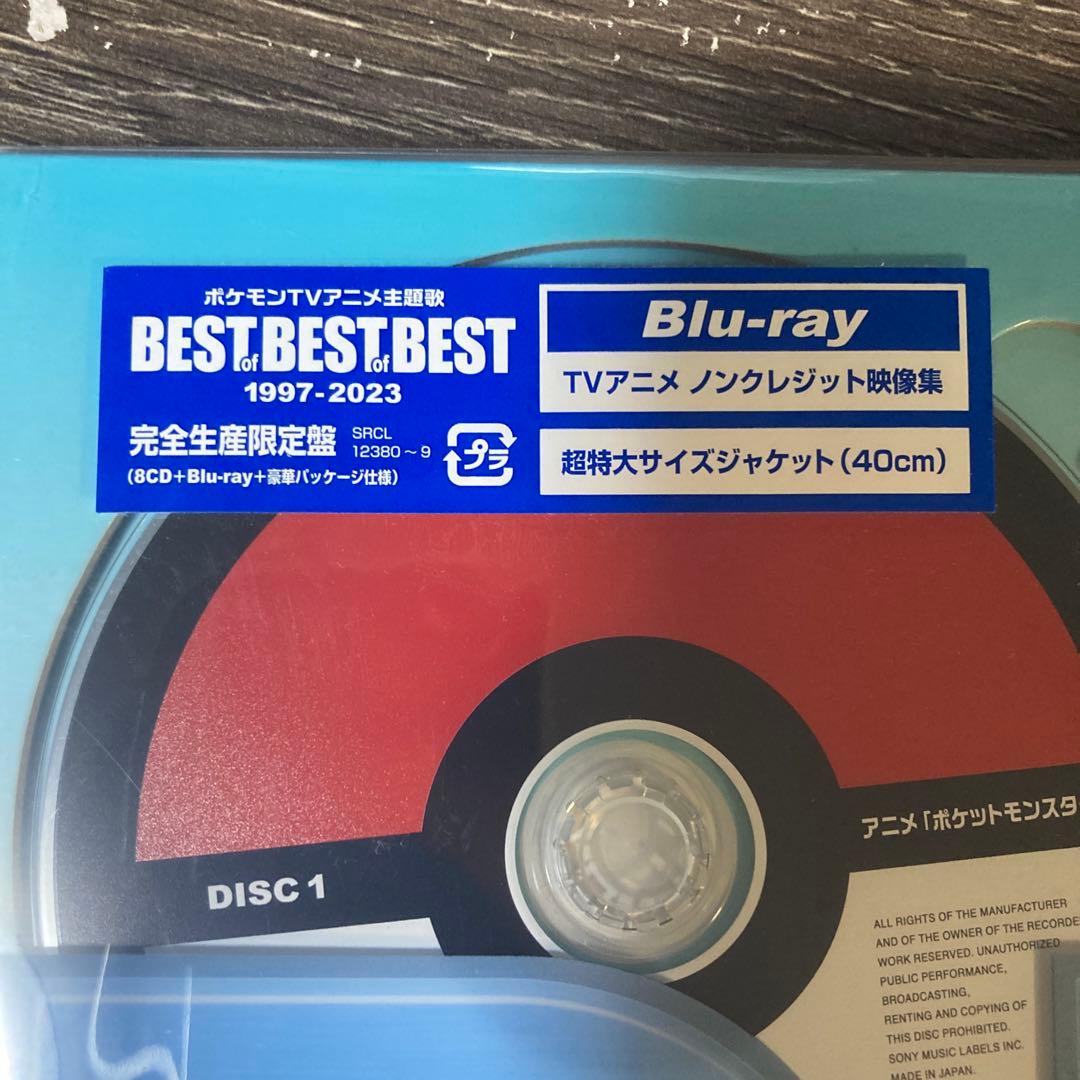 ポケモンTVアニメ主題歌
BEST of BEST of BEST
1997-2023
完全生産限定盤
SRCL
12380～9
プラ
(8CD+Blu-ray+豪華パッケージ仕様)
Blu-ray
TVアニメ ノンクレジット映像集
超特大サイズジャケット(40cm)
アニメ「ポケットモンスタ
DISC 1
ALL RIGHTS OF THE MANUFACTURER
AND OF THE OWNER OF THE RECORDE
WORK RESERVED. UNAUTHORIZED
PUBLIC PERFORMANCE,
BROADCASTING,
RENTING AND COPYING OF
THIS DISC PROHIBITED.
SONY MUSIC LABELS INC.
MADE IN JAPAN.